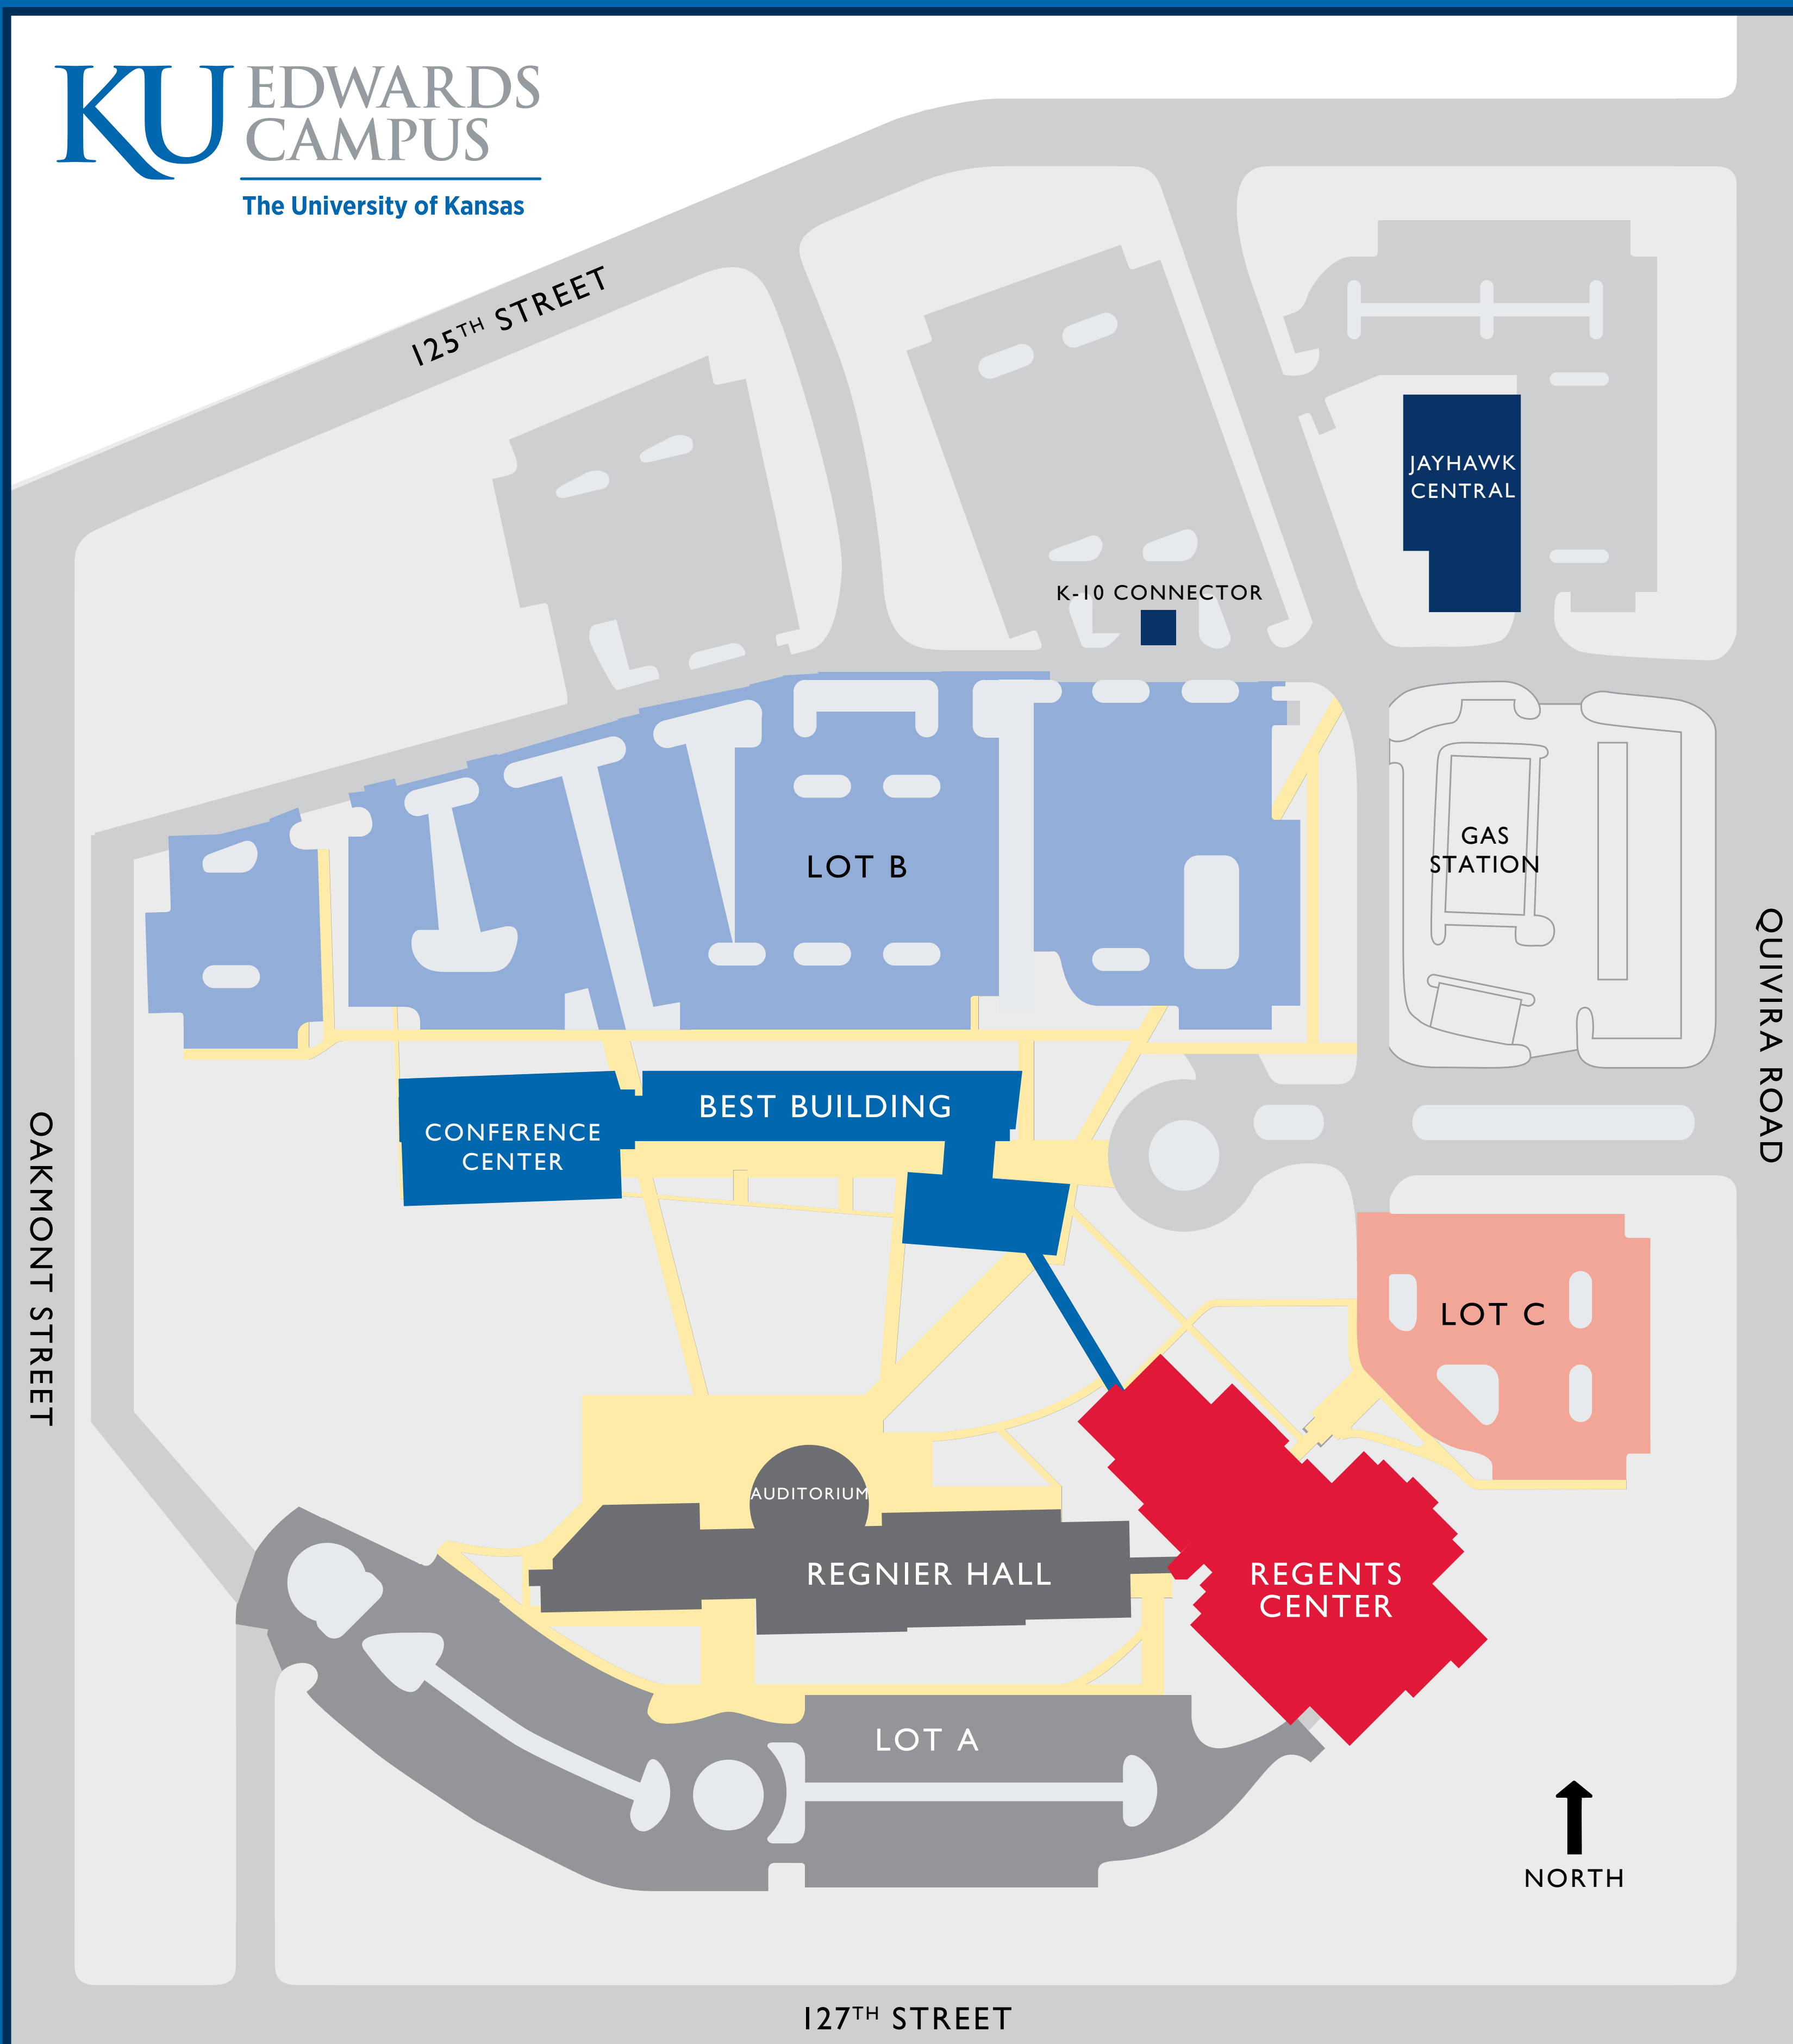 KU EDWARDS
CAMPUS
The University of Kansas
125TH STREET
JAYHAWK
CENTRAL
K-10 CONNECTOR
GAS
STATION
LOT B
QUIVIRA ROAD
BEST BUILDING
CONFERENCE
CENTER
OAKMONT STREET
LOT C
AUDITORIUM
REGNIER HALL
REGENTS
CENTER
LOT A
NORTH
127TH STREET